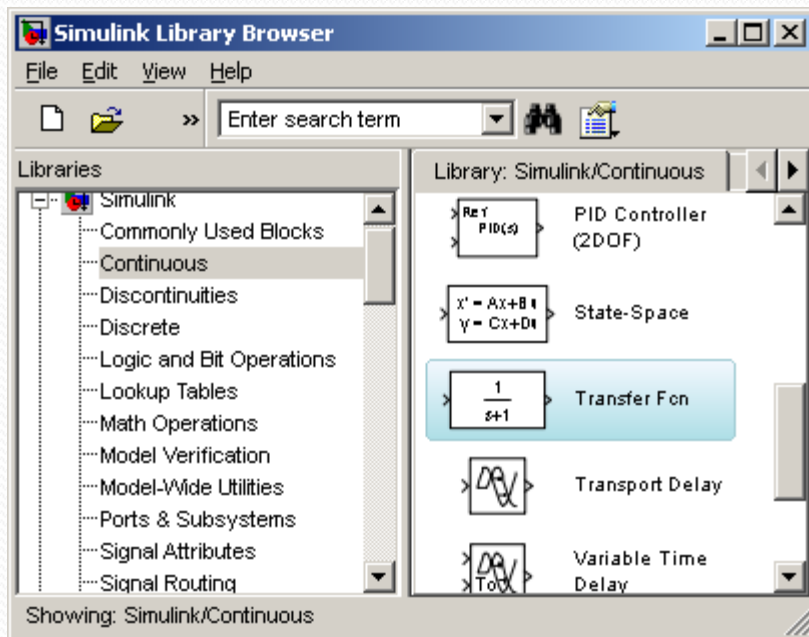 Simulink Library Browser
File Edit View Help
» Enter search term
Libraries
Simulink
Commonly Used Blocks
Continuous
Discontinuities
Discrete
Logic and Bit Operations
Lookup Tables
Math Operations
Model Verification
Model-Wide Utilities
Ports & Subsystems
Signal Attributes
Signal Routing
Library: Simulink/Continuous
Ref
PID(s)
PID Controller
(2DOF)
x' = Ax+Bu
y = Cx+Du
State-Space
1
s+1
Transfer Fcn
Transport Delay
To
Variable Time
Delay
Showing: Simulink/Continuous